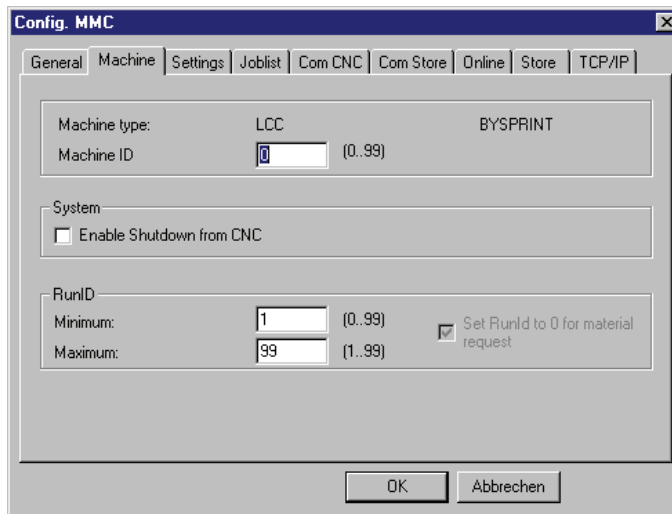 Config. MMC
General Machine Settings Joblist Com CNC Com Store Online Store TCP/IP
Machine type: LCC BYSPRINT
Machine ID 0 (0..99)
System
Enable Shutdown from CNC
RunID
Minimum: 1 (0..99)
Maximum: 99 (1..99)
Set RunId to 0 for material
request
OK Abbrechen